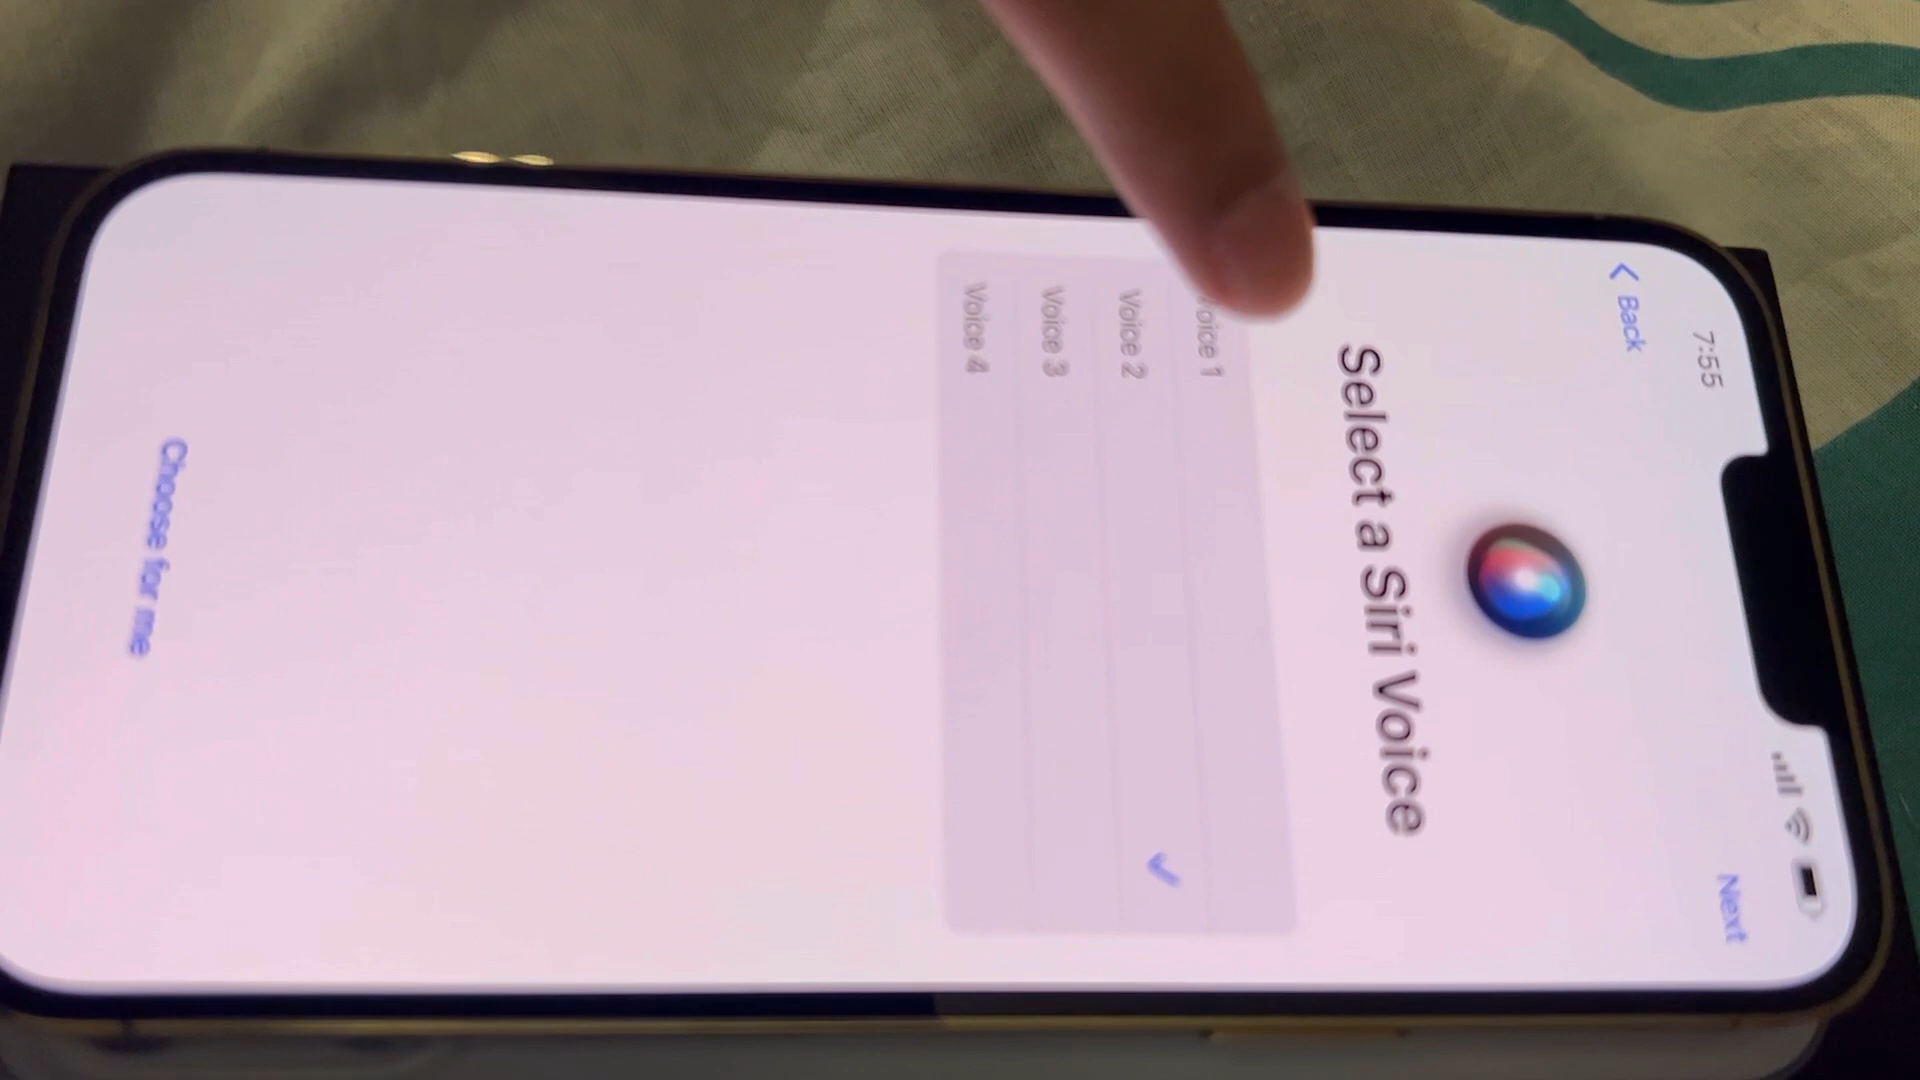 7:55
Back
Next
Select a Siri Voice
Voice 1
Voice 2
Voice 3
Voice 4
Choose for me